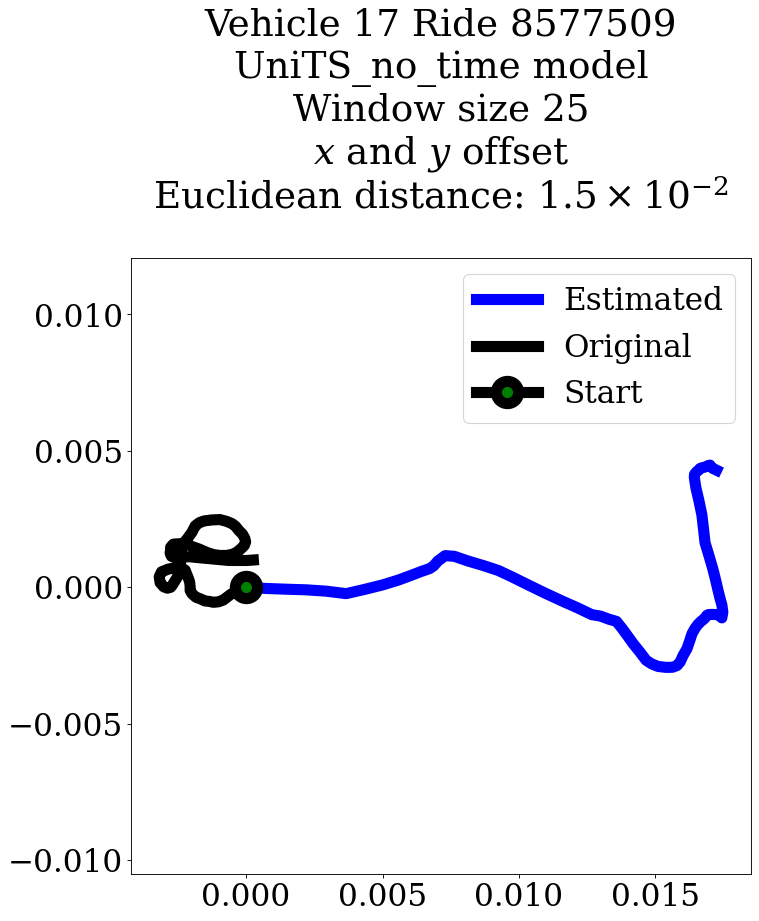 Vehicle 17 Ride 8577509
UniTS_no_time model
Window size 25
x and y offset
Euclidean distance: 1.5 × 10⁻²
Estimated
Original
Start
0.010
0.005
0.000
−0.005
−0.010
0.000 0.005 0.010 0.015